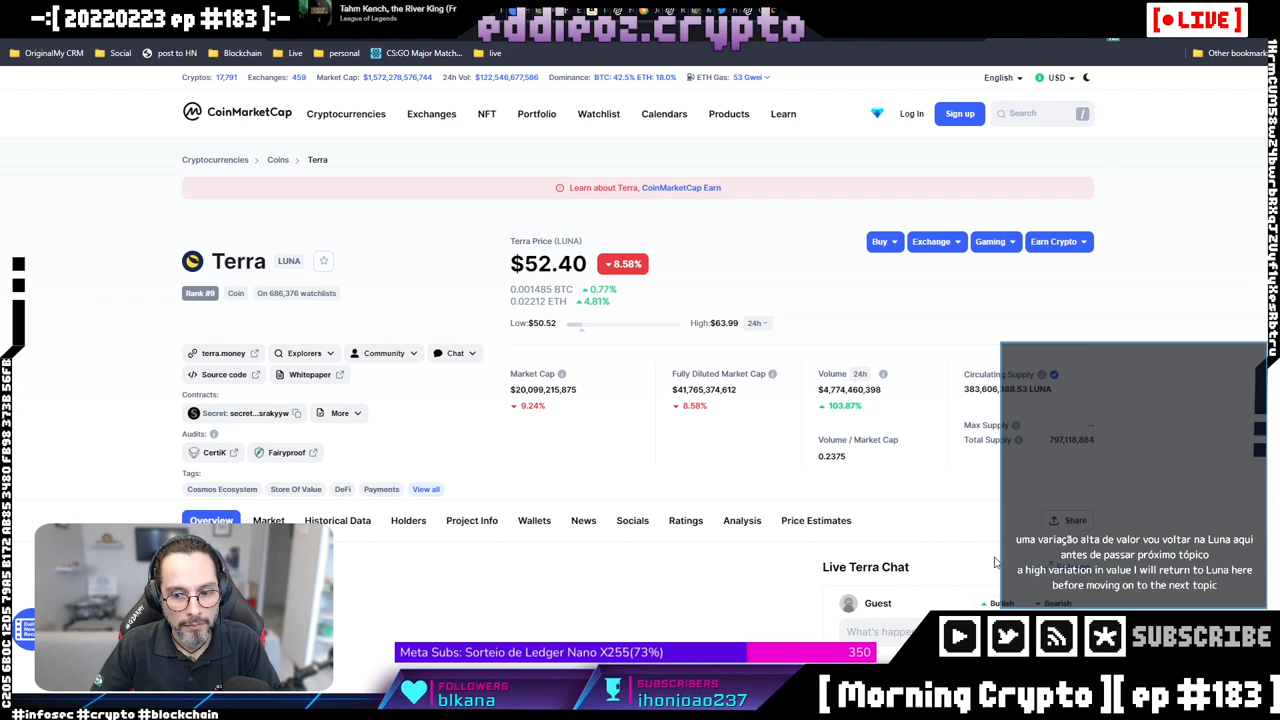 -:[ 20220223 ep #183 ]:-
Tahm Kench, the River King (Fr
League of Legends
eddieoz.crypto
[ LIVE ]
OriginalMy CRM
Social
post to HN
Blockchain
Live
personal
CS:GO Major Match...
live
Other bookmark
Cryptos: 17,791 Exchanges: 459 Market Cap: $1,572,278,576,744 24h Vol: $122,546,677,586 Dominance: BTC: 42.5% ETH: 18.0% ETH Gas: 53 Gwei
English
USD
CoinMarketCap
Cryptocurrencies
Exchanges
NFT
Portfolio
Watchlist
Calendars
Products
Learn
Log In
Sign up
Search
/
Cryptocurrencies
Coins
Terra
Learn about Terra, CoinMarketCap Earn
Terra
LUNA
Rank #9
Coin
On 686,376 watchlists
Terra Price (LUNA)
$52.40
8.58%
0.001485 BTC 0.77%
0.02212 ETH 4.81%
Low:$50.52
High:$63.99
24h
Buy
Exchange
Gaming
Earn Crypto
terra.money
Explorers
Community
Chat
Source code
Whitepaper
Contracts:
Secret: secret...srakyyw
More
Audits:
CertiK
Fairyproof
Tags:
Cosmos Ecosystem
Store Of Value
DeFi
Payments
View all
Market Cap
$20,099,215,875
9.24%
Fully Diluted Market Cap
$41,765,374,612
8.58%
Volume 24h
$4,774,460,398
103.87%
Volume / Market Cap
0.2375
Circulating Supply
383,606,388.53 LUNA
Max Supply
--
Total Supply
797,118,884
Overview
Market
Historical Data
Holders
Project Info
Wallets
News
Socials
Ratings
Analysis
Price Estimates
Share
uma variação alta de valor vou voltar na Luna aqui
antes de passar próximo tópico
a high variation in value I will return to Luna here
before moving on to the next topic
Live Terra Chat
Guest
Bullish
Bearish
What's happe
Meta Subs: Sorteio de Ledger Nano X255(73%)
350
FOLLOWERS
blkana
SUBSCRIBERS
ihonjoao237
SUBSCRIBE
[ Morning Crypto ][ ep #183 ]
#infosec #crypto #blockchain